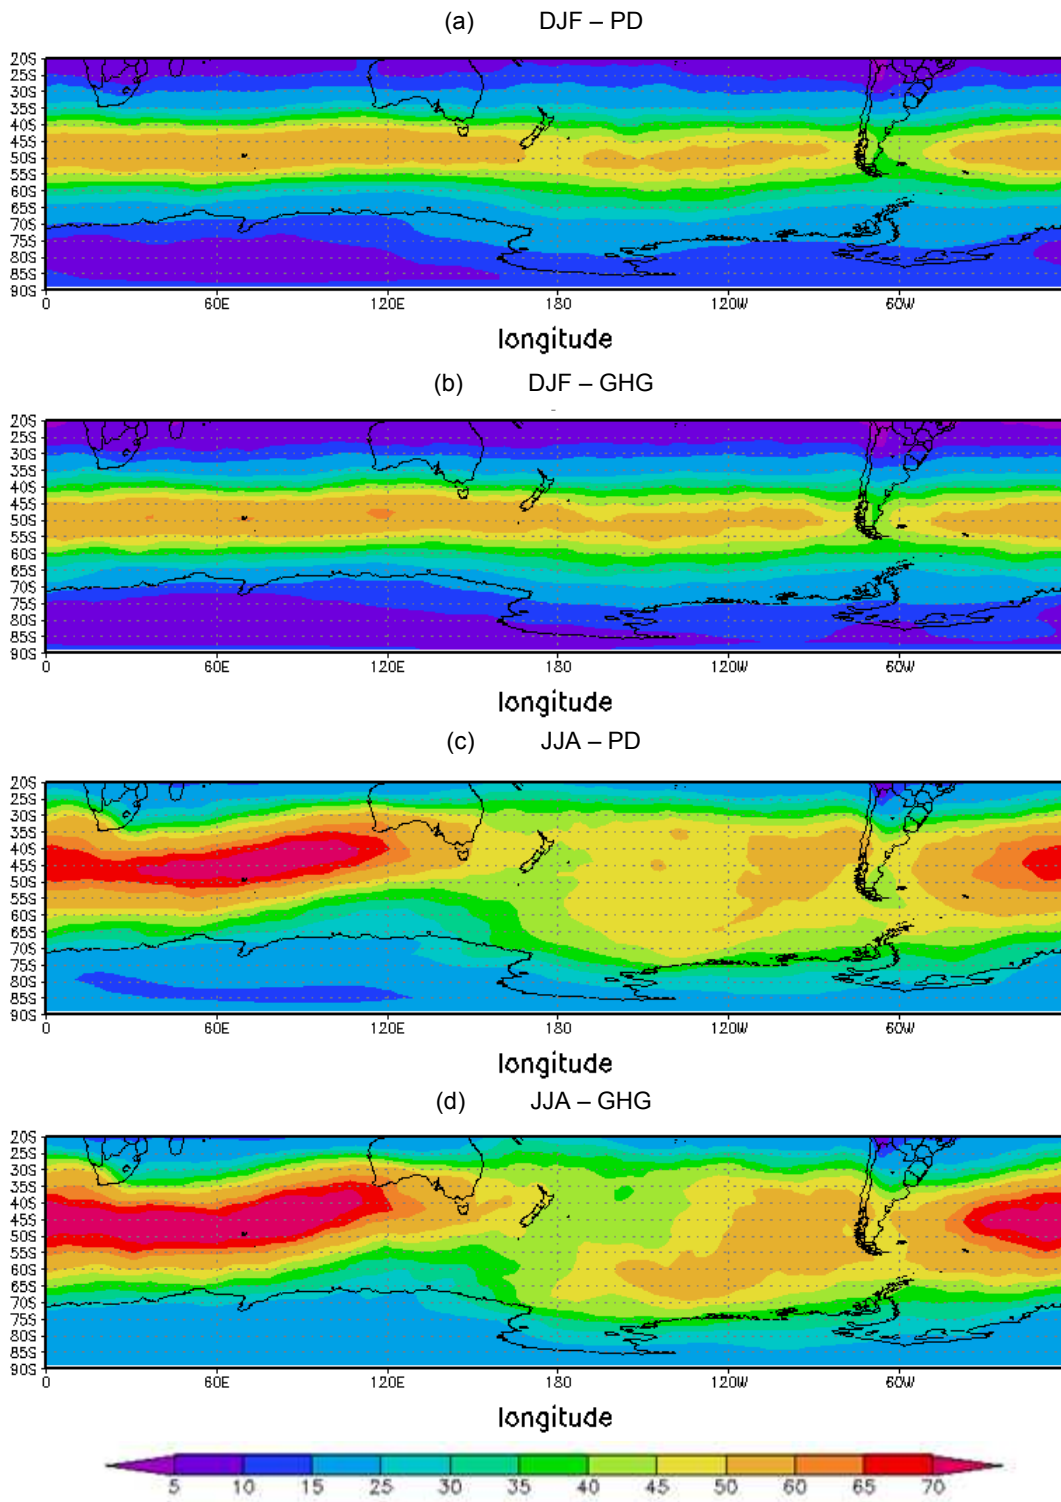 (a) DJF – PD
20S
25S
30S
35S
40S
45S
50S
55S
60S
65S
70S
75S
80S
85S
90S
0 60E 120E 180 120W 60W
longitude
(b) DJF – GHG
20S
25S
30S
35S
40S
45S
50S
55S
60S
65S
70S
75S
80S
85S
90S
0 60E 120E 180 120W 60W
longitude
(c) JJA – PD
20S
25S
30S
35S
40S
45S
50S
55S
60S
65S
70S
75S
80S
85S
90S
0 60E 120E 180 120W 60W
longitude
(d) JJA – GHG
20S
25S
30S
35S
40S
45S
50S
55S
60S
65S
70S
75S
80S
85S
90S
0 60E 120E 180 120W 60W
longitude
5 10 15 25 30 35 40 45 50 60 65 70